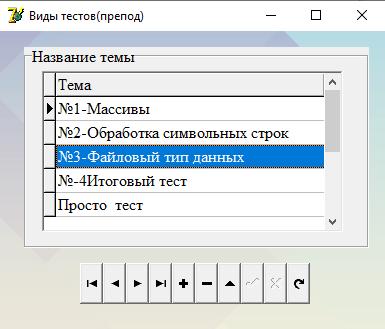 Виды тестов(препод)
Название темы
Тема
№1-Массивы
№2-Обработка символьных строк
№3-Файловый тип данных
№-4Итоговый тест
Просто тест